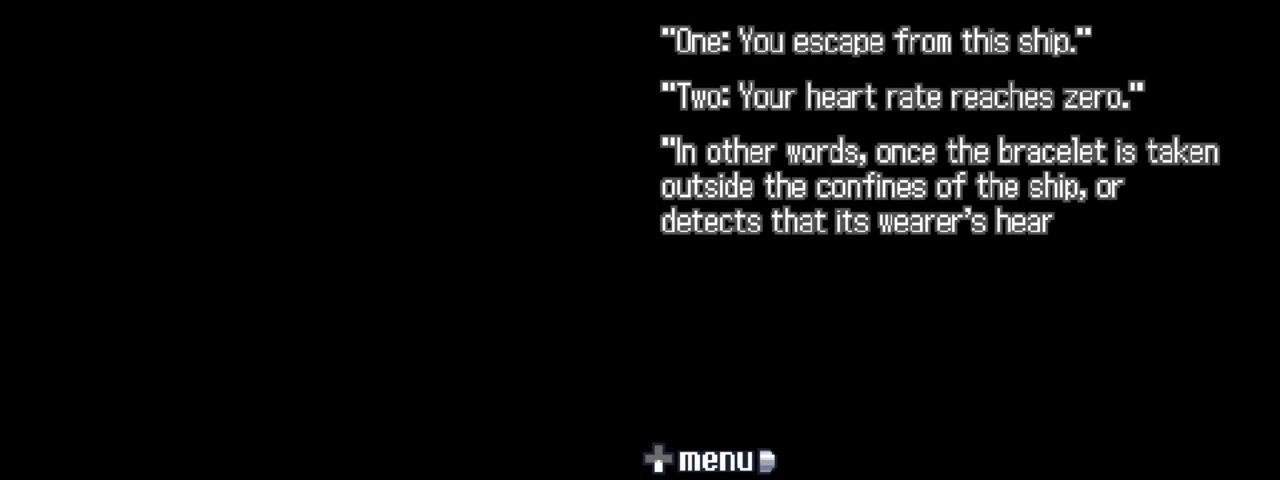 "One: You escape from this ship."
"Two: Your heart rate reaches zero."
"In other words, once the bracelet is taken
outside the confines of the ship, or
detects that its wearer's hear
menu